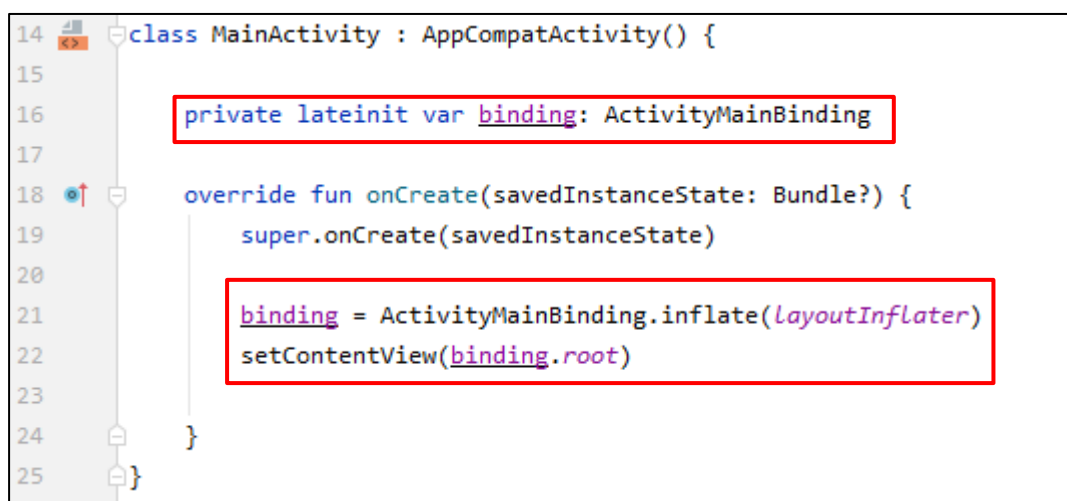 14 class MainActivity : AppCompatActivity() {
15
16 private lateinit var binding: ActivityMainBinding
17
18 override fun onCreate(savedInstanceState: Bundle?) {
19 super.onCreate(savedInstanceState)
20
21 binding = ActivityMainBinding.inflate(layoutInflater)
22 setContentView(binding.root)
23
24 }
25 }